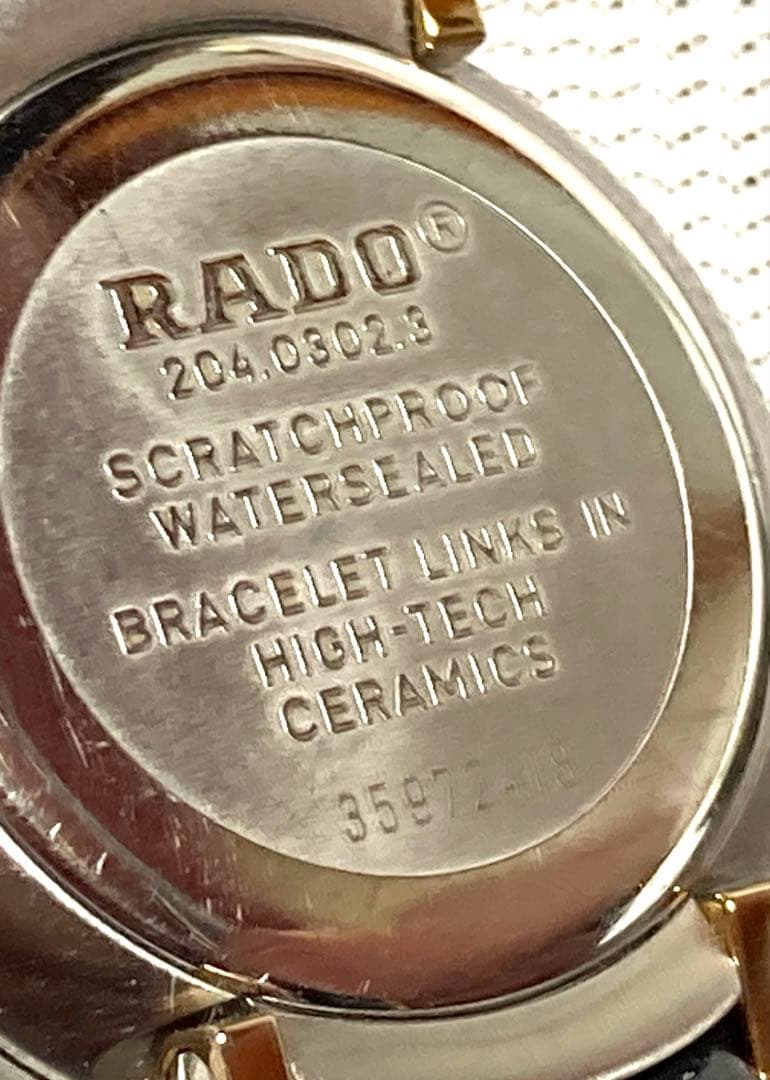 RADO®
204.0302.3
SCRATCHPROOF
WATERSEALED
BRACELET LINKS IN
HIGH-TECH
CERAMICS